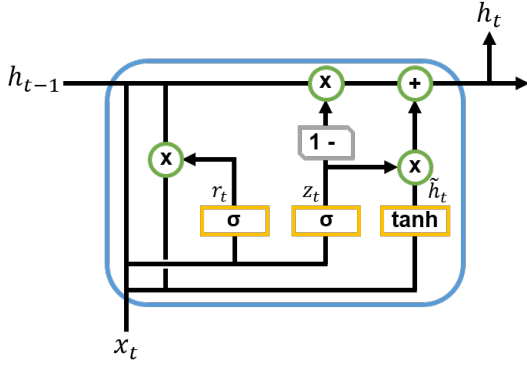 h_t
h_{t-1}
x
+
1 -
x
x
r_t
z_t
h̃_t
σ
σ
tanh
x_t